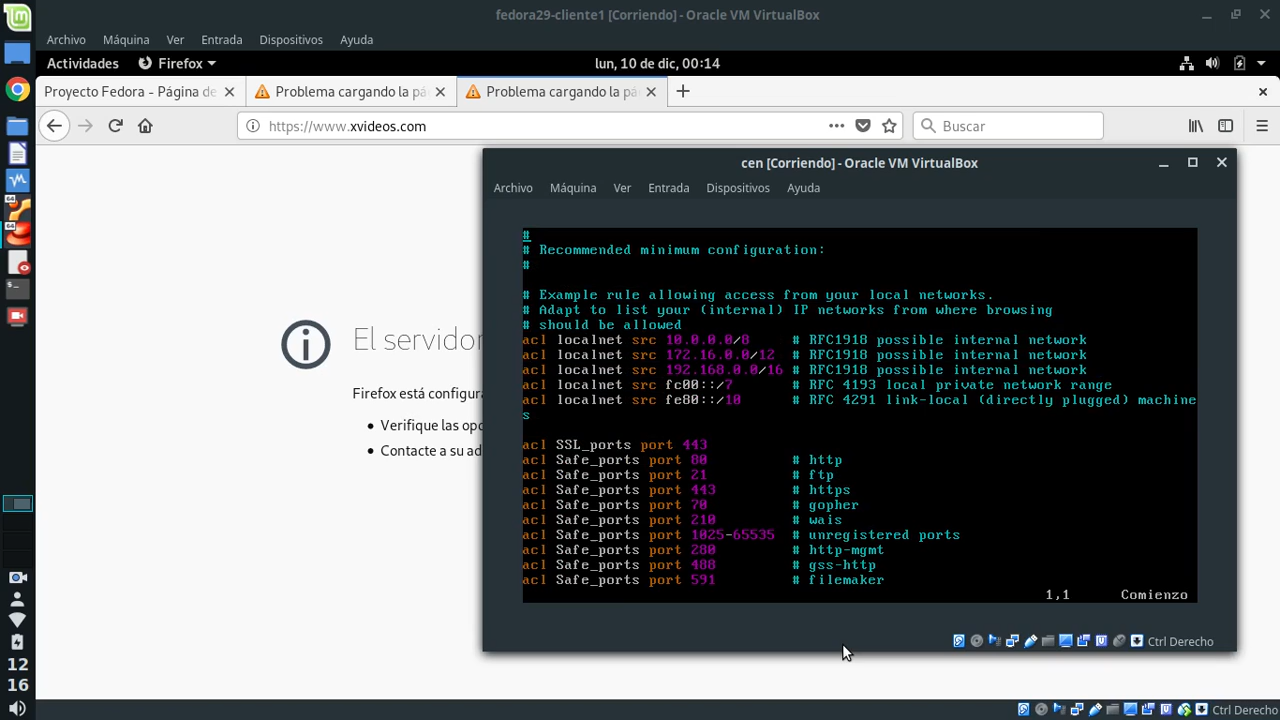 fedora29-cliente1 [Corriendo] - Oracle VM VirtualBox
Archivo Máquina Ver Entrada Dispositivos Ayuda
Actividades Firefox lun, 10 de dic, 00:14
Proyecto Fedora - Página de Problema cargando la pá Problema cargando la pá
https://www.xvideos.com Buscar
El servidor
Firefox está configura
Verifique las opc
Contacte a su ad
cen [Corriendo] - Oracle VM VirtualBox
Archivo Máquina Ver Entrada Dispositivos Ayuda
#
# Recommended minimum configuration:
#
# Example rule allowing access from your local networks.
# Adapt to list your (internal) IP networks from where browsing
# should be allowed
acl localnet src 10.0.0.0/8 # RFC1918 possible internal network
acl localnet src 172.16.0.0/12 # RFC1918 possible internal network
acl localnet src 192.168.0.0/16 # RFC1918 possible internal network
acl localnet src fc00::/7 # RFC 4193 local private network range
acl localnet src fe80::/10 # RFC 4291 link-local (directly plugged) machine
s
acl SSL_ports port 443
acl Safe_ports port 80 # http
acl Safe_ports port 21 # ftp
acl Safe_ports port 443 # https
acl Safe_ports port 70 # gopher
acl Safe_ports port 210 # wais
acl Safe_ports port 1025-65535 # unregistered ports
acl Safe_ports port 280 # http-mgmt
acl Safe_ports port 488 # gss-http
acl Safe_ports port 591 # filemaker
1,1 Comienzo
Ctrl Derecho
Ctrl Derecho
64
64
12
16